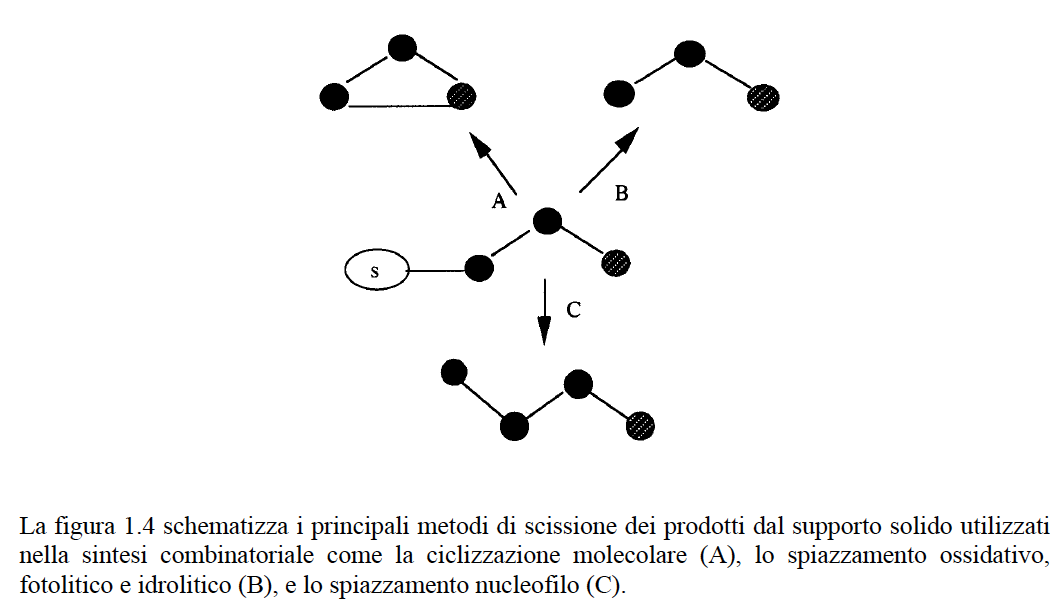 A
B
s
C
La figura 1.4 schematizza i principali metodi di scissione dei prodotti dal supporto solido utilizzati
nella sintesi combinatoriale come la ciclizzazione molecolare (A), lo spiazzamento ossidativo,
fotolitico e idrolitico (B), e lo spiazzamento nucleofilo (C).